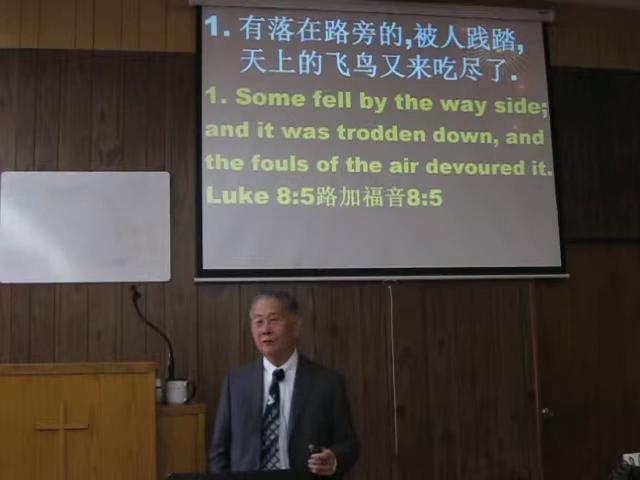 1. 有落在路旁的,被人践踏,
天上的飞鸟又来吃尽了.
1. Some fell by the way side;
and it was trodden down, and
the fouls of the air devoured it.
Luke 8:5路加福音8:5